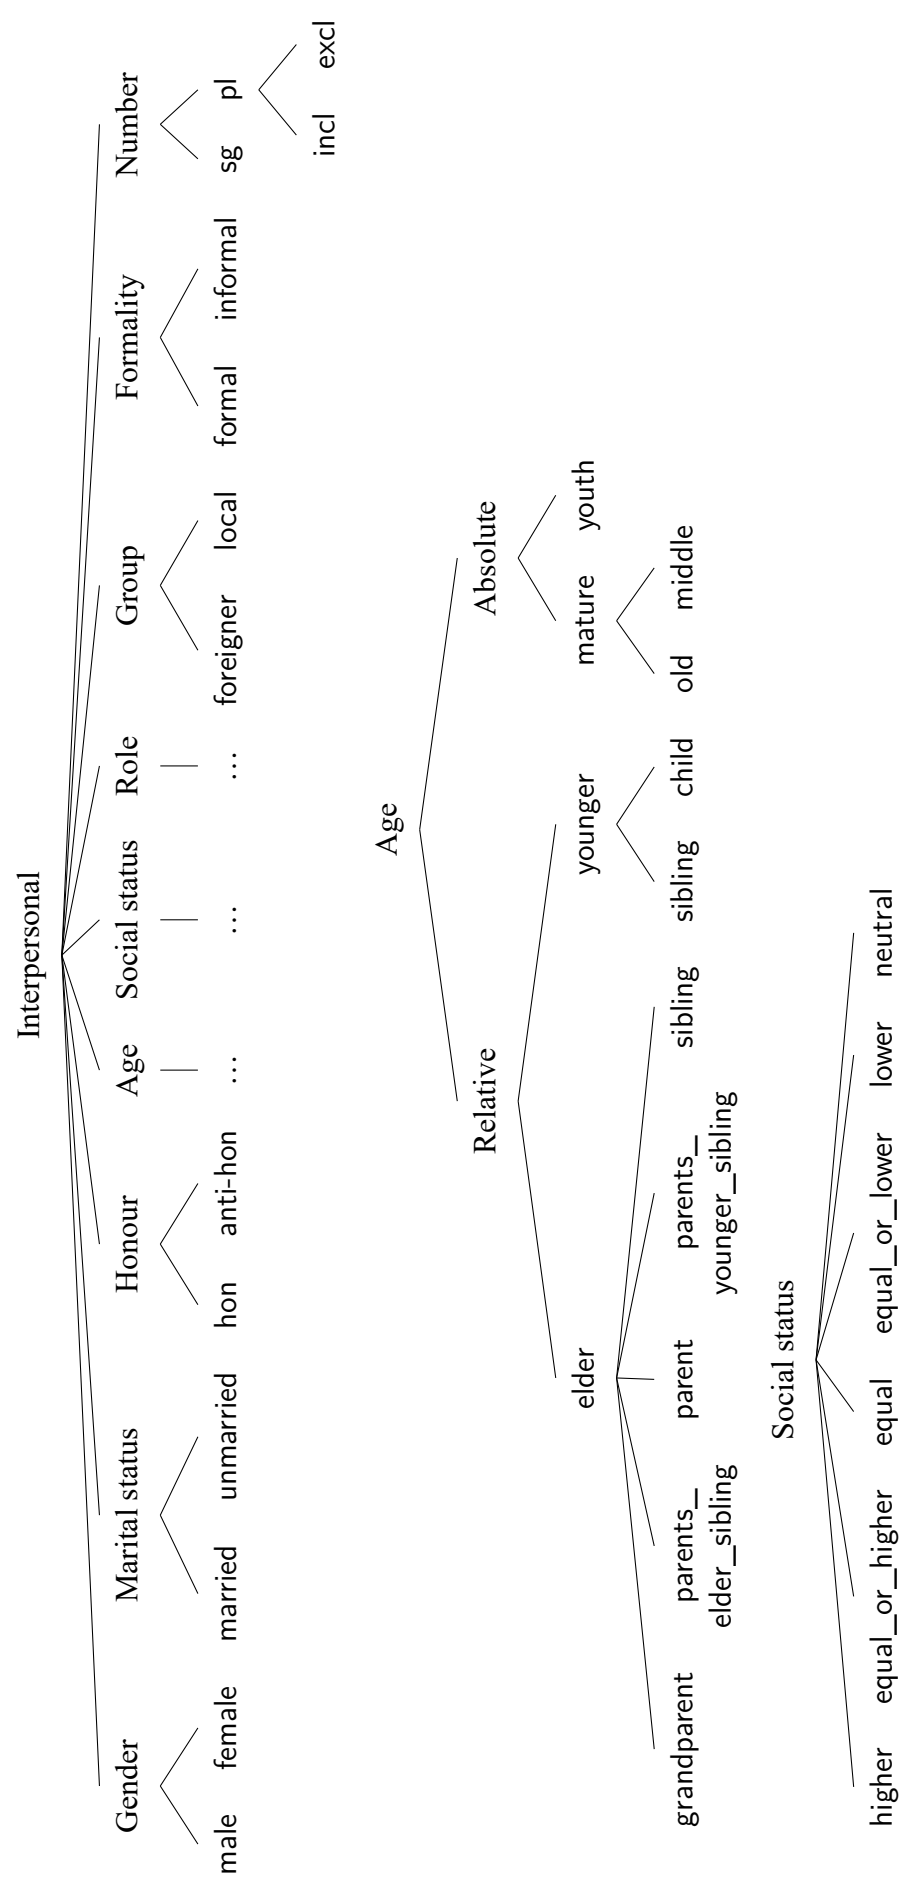 Interpersonal
Gender Marital status Honour Age Social status Role Group Formality Number
male female married unmarried hon anti-hon ... ... ... foreigner local formal informal sg pl
incl excl
Age
Relative Absolute
elder younger mature youth
grandparent parents_ parent parents_ sibling sibling child old middle
elder_sibling younger_sibling
Social status
higher equal_or_higher equal equal_or_lower lower neutral